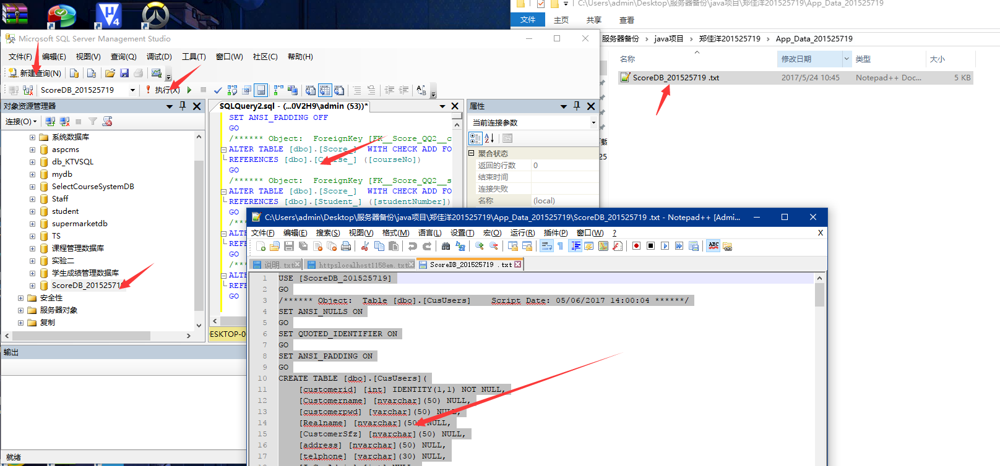 Microsoft SQL Server Management Studio
文件(F) 编辑(E) 视图(V) 查询(Q) 调试(D) 工具(T) 窗口(W) 社区(C) 帮助(H)
新建查询(N)
ScoreDB_201525719 执行(X)
对象资源管理器
连接(O)
系统数据库
aspcms
db_KTVSQL
mydb
SelectCourseSystemDB
Staff
student
supermarketdb
TS
课程管理数据库
实验二
学生成绩管理数据库
ScoreDB_20152571
安全性
服务器对象
复制
输出
就绪
SQLQuery2.sql - (...0V2H9\admin (53))*
SET ANSI_PADDING OFF
GO
/****** Object: ForeignKey [FK__Score_QQ2__c
ALTER TABLE [dbo].[Score_] WITH CHECK ADD FO
REFERENCES [dbo].[Course_] ([courseNo])
GO
/****** Object: ForeignKey [FK__Score_QQ2__s
ALTER TABLE [dbo].[Score_] WITH CHECK ADD FO
REFERENCES [dbo].[Student_] ([studentNumber])
GO
/***
ALTE
REFE
GO
/***
ALTE
REFE
GO
ESKTOP-0
属性
当前连接参数
聚合状态
返回的行数 0
结束时间
连接失败
名称 (local)
C:\Users\admin\Desktop\服务器备份\java项目\郑佳洋201525719\App_Data_201525719
文件 主页 共享 查看
服务器备份 › java项目 › 郑佳洋201525719 › App_Data_201525719
名称 修改日期 类型 大小
ScoreDB_201525719 .txt 2017/5/24 10:45 Notepad++ Doc... 5 KB
载
25
C:\Users\admin\Desktop\服务器备份\java项目\郑佳洋201525719\App_Data_201525719\ScoreDB_201525719 .txt - Notepad++ [Admi...
文件(F) 编辑(E) 搜索(S) 视图(V) 格式(M) 语言(L) 设置(T) 宏(O) 运行(R) 插件(P) 窗口(W) ? X
说明.txt httpslocalhost1158em.txt ScoreDB_201525719 .txt
1 USE [ScoreDB_201525719]
2 GO
3 /****** Object: Table [dbo].[CusUsers] Script Date: 05/06/2017 14:00:04 ******/
4 SET ANSI_NULLS ON
5 GO
6 SET QUOTED_IDENTIFIER ON
7 GO
8 SET ANSI_PADDING ON
9 GO
10 CREATE TABLE [dbo].[CusUsers](
11 [customerid] [int] IDENTITY(1,1) NOT NULL,
12 [Customername] [nvarchar](50) NULL,
13 [customerpwd] [varchar](50) NULL,
14 [Realname] [nvarchar](50) NULL,
15 [CustomerSfz] [nvarchar](50) NULL,
16 [address] [nvarchar](50) NULL,
17 [telphone] [varchar](30) NULL,